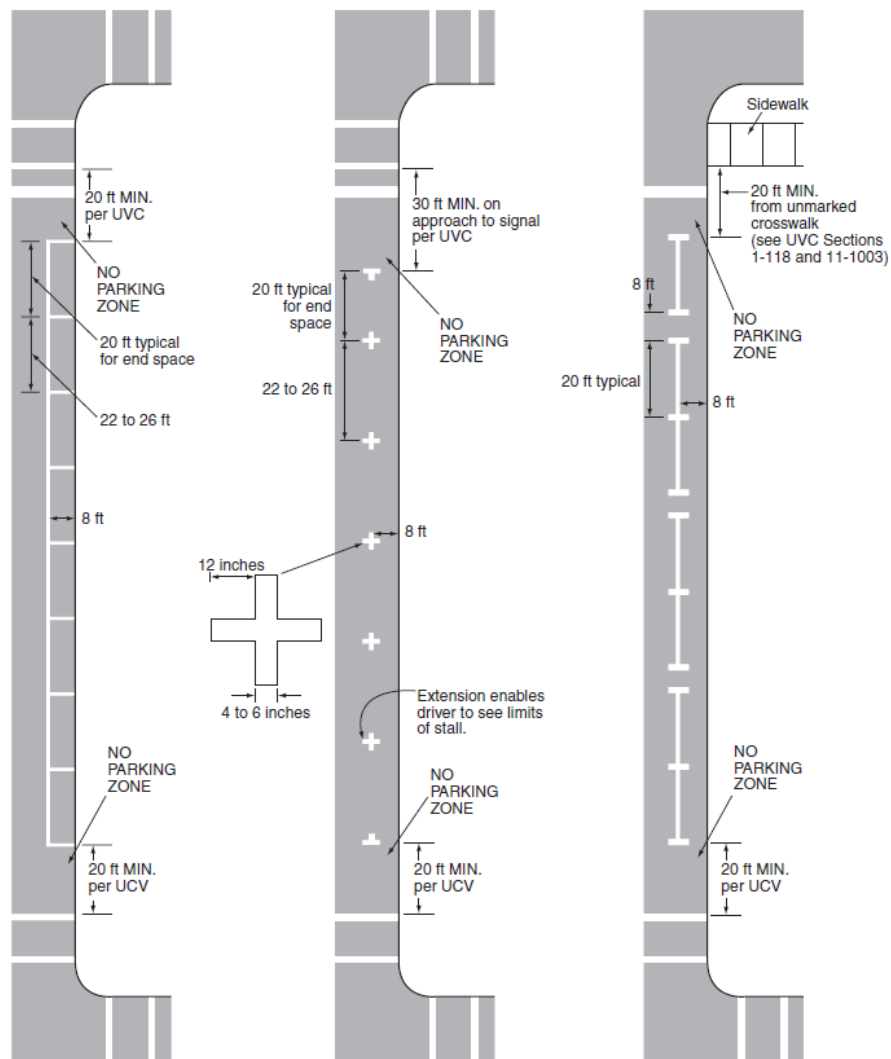 20 ft MIN.
per UVC
NO
PARKING
ZONE
20 ft typical
for end space
22 to 26 ft
8 ft
NO
PARKING
ZONE
20 ft MIN.
per UCV
30 ft MIN. on
approach to signal
per UVC
20 ft typical
for end
space
NO
PARKING
ZONE
22 to 26 ft
8 ft
12 inches
4 to 6 inches
Extension enables
driver to see limits
of stall.
NO
PARKING
ZONE
20 ft MIN.
per UCV
Sidewalk
20 ft MIN.
from unmarked
crosswalk
(see UVC Sections
1-118 and 11-1003)
8 ft
NO
PARKING
ZONE
20 ft typical
8 ft
NO
PARKING
ZONE
20 ft MIN.
per UCV